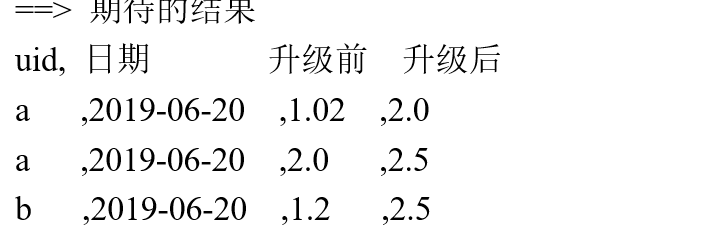 ==> 期待的结果
uid, 日期 升级前 升级后
a ,2019-06-20 ,1.02 ,2.0
a ,2019-06-20 ,2.0 ,2.5
b ,2019-06-20 ,1.2 ,2.5